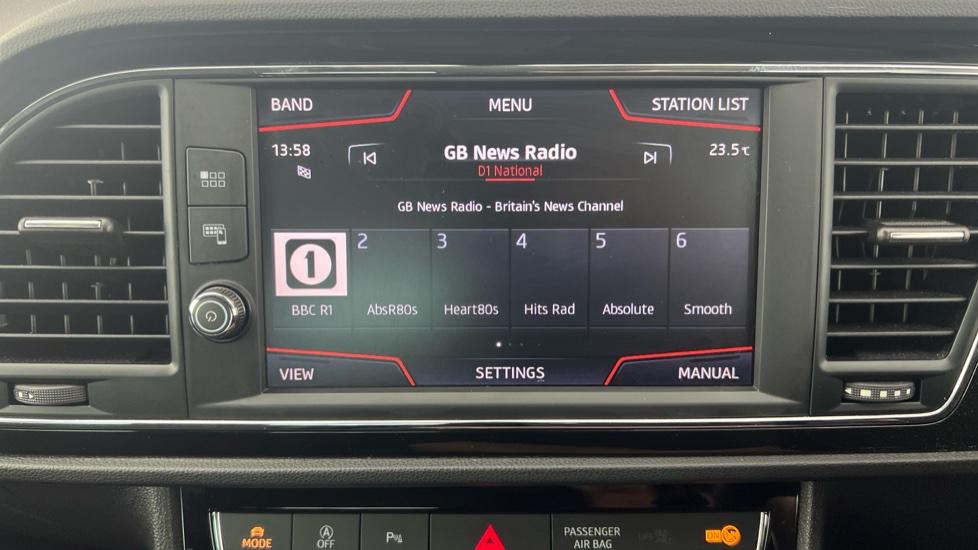 BAND MENU STATION LIST
13:58 GB News Radio 23.5℃
D1 National
GB News Radio - Britain's News Channel
1 2 3 4 5 6
BBC R1 AbsR80s Heart80s Hits Rad Absolute Smooth
VIEW SETTINGS MANUAL
MODE OFF P PASSENGER AIR BAG OFF ON